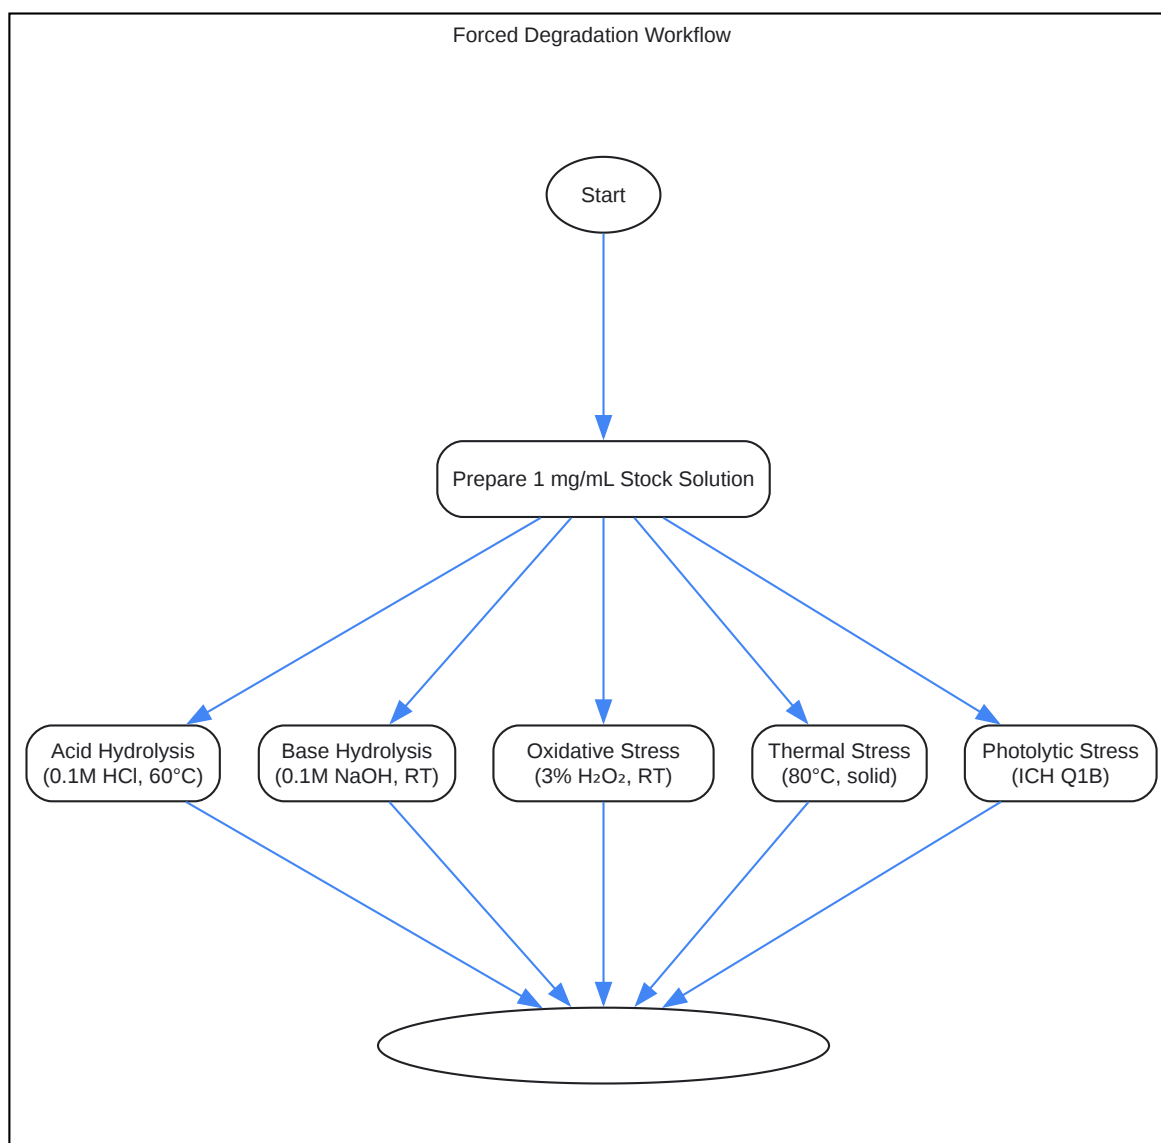 Forced Degradation Workflow
Start
Prepare 1 mg/mL Stock Solution
Acid Hydrolysis
(0.1M HCl, 60°C)
Base Hydrolysis
(0.1M NaOH, RT)
Oxidative Stress
(3% H₂O₂, RT)
Thermal Stress
(80°C, solid)
Photolytic Stress
(ICH Q1B)